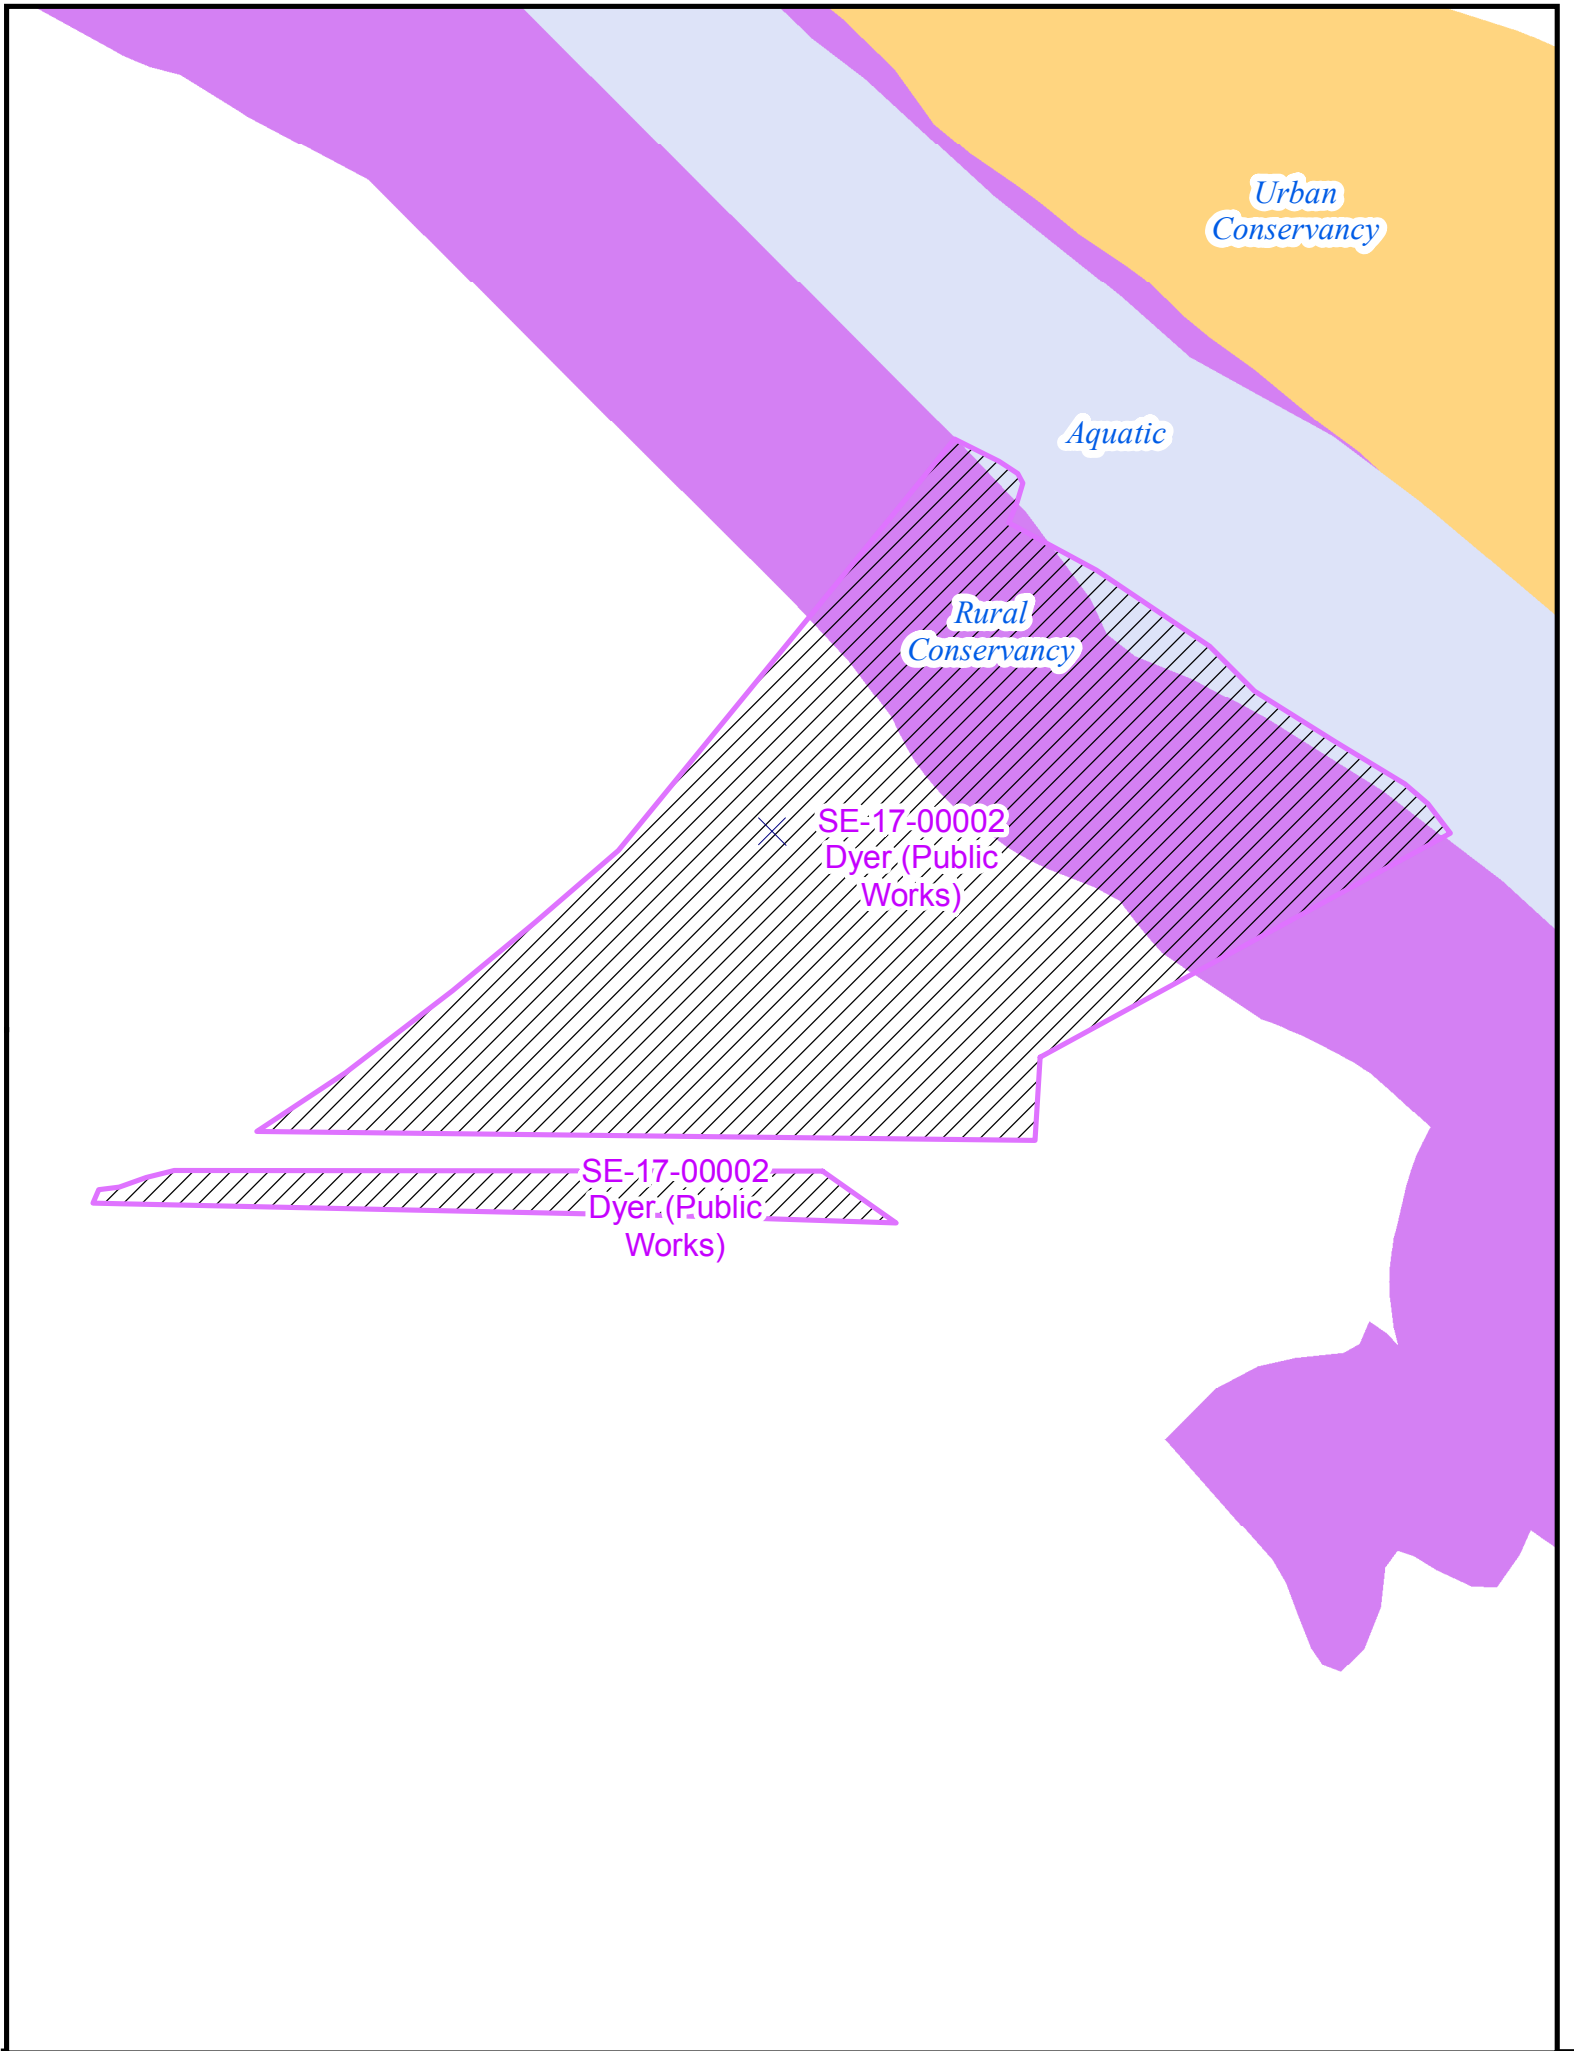 Urban
Conservancy
Aquatic
Rural
Conservancy
SE-17-00002
Dyer (Public
Works)
SE-17-00002
Dyer (Public
Works)